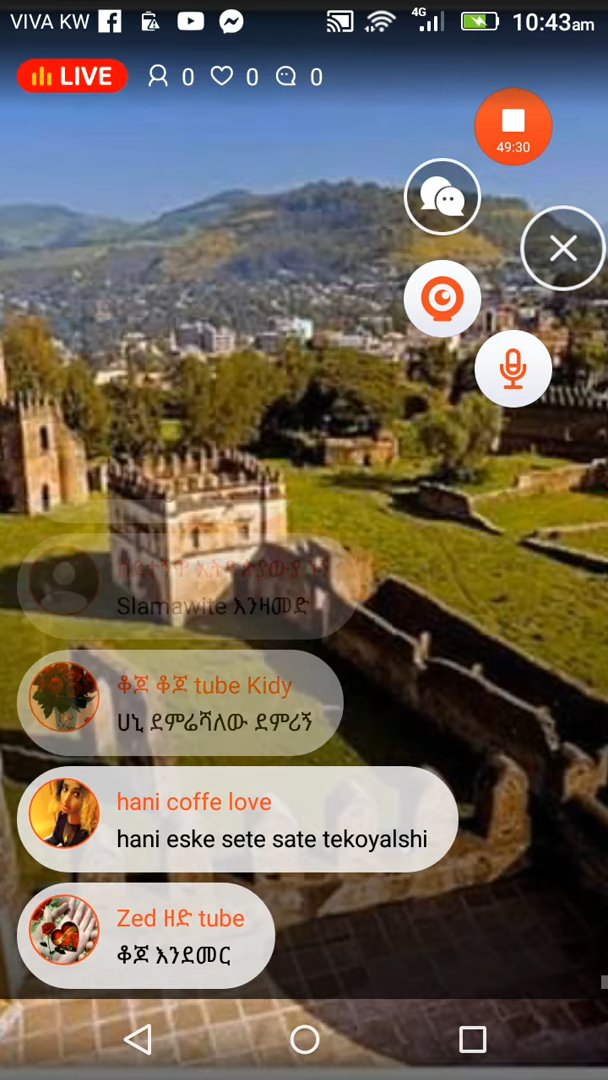 VIVA KW
4G
10:43am
LIVE 0 0 0
49:30
Slamawite እንዛመድ
ቆጆ ቆጆ tube Kidy
ሀኒ ደምሬሻለው ደምሪኝ
hani coffe love
hani eske sete sate tekoyalshi
Zed ዘድ tube
ቆጆ እንደመር